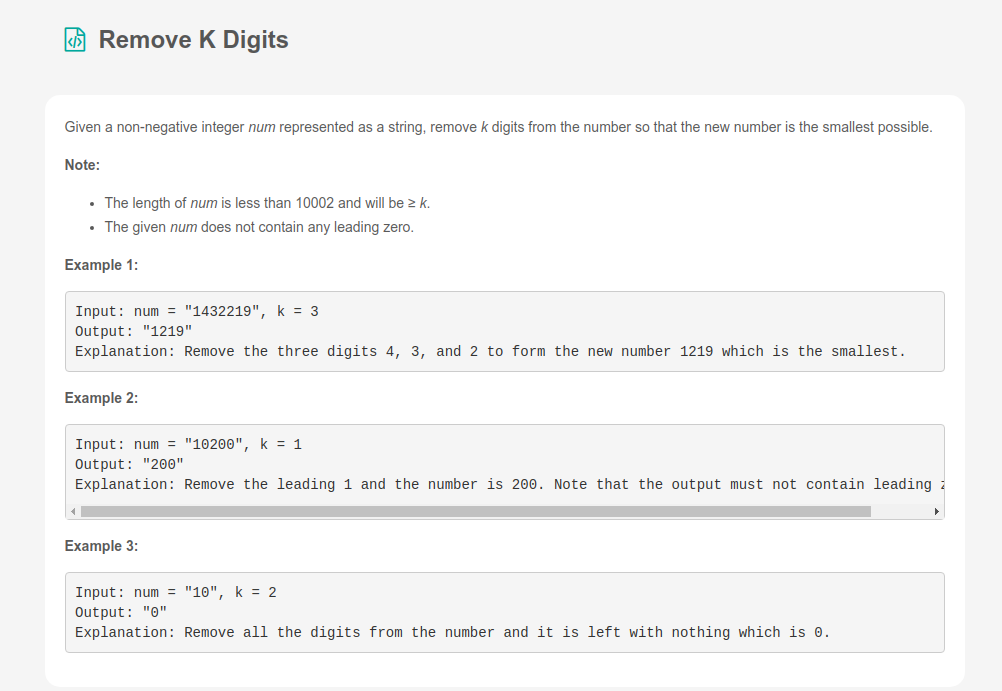 Remove K Digits
Given a non-negative integer num represented as a string, remove k digits from the number so that the new number is the smallest possible.
Note:
• The length of num is less than 10002 and will be ≥ k.
• The given num does not contain any leading zero.
Example 1:
Input: num = "1432219", k = 3
Output: "1219"
Explanation: Remove the three digits 4, 3, and 2 to form the new number 1219 which is the smallest.
Example 2:
Input: num = "10200", k = 1
Output: "200"
Explanation: Remove the leading 1 and the number is 200. Note that the output must not contain leading
Example 3:
Input: num = "10", k = 2
Output: "0"
Explanation: Remove all the digits from the number and it is left with nothing which is 0.